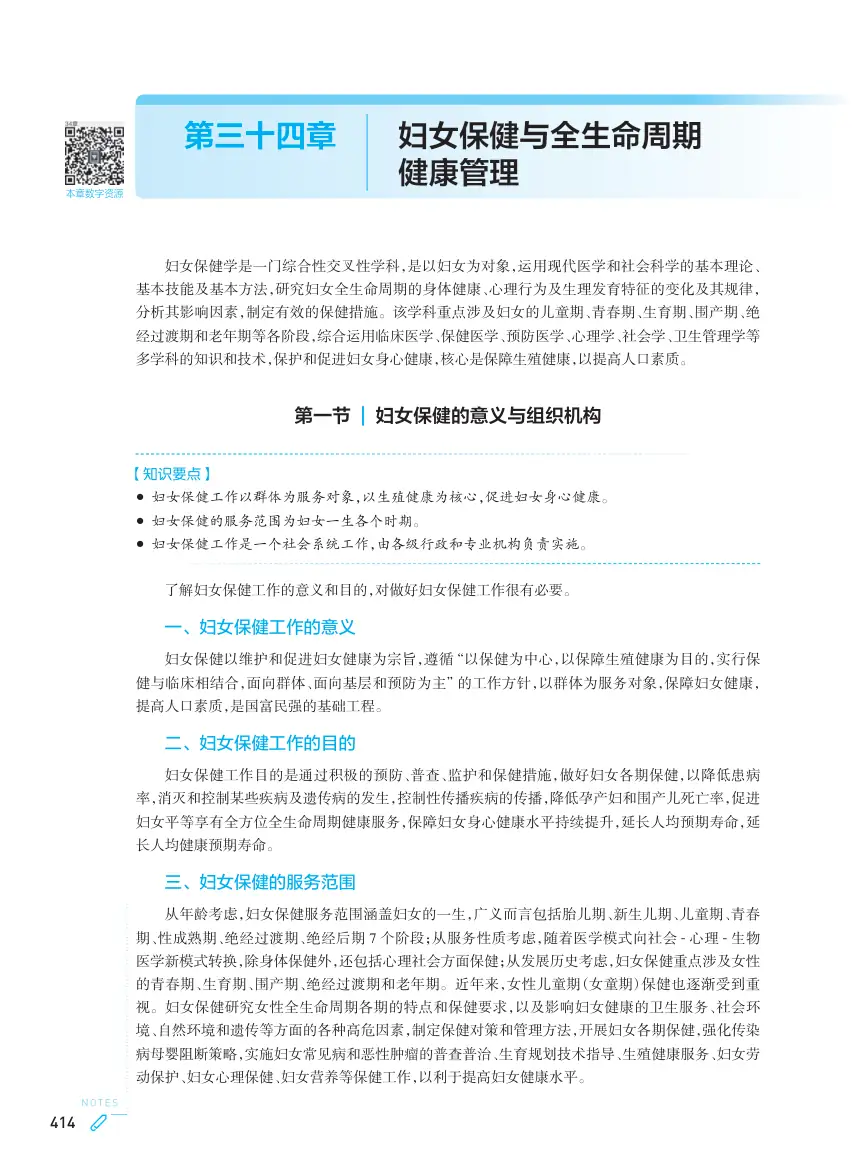 34章
本章数字资源
第三十四章
妇女保健与全生命周期
健康管理
妇女保健学是一门综合性交叉性学科,是以妇女为对象,运用现代医学和社会科学的基本理论、
基本技能及基本方法,研究妇女全生命周期的身体健康、心理行为及生理发育特征的变化及其规律,
分析其影响因素,制定有效的保健措施。该学科重点涉及妇女的儿童期、青春期、生育期、围产期、绝
经过渡期和老年期等各阶段,综合运用临床医学、保健医学、预防医学、心理学、社会学、卫生管理学等
多学科的知识和技术,保护和促进妇女身心健康,核心是保障生殖健康,以提高人口素质。
第一节 | 妇女保健的意义与组织机构
【知识要点】
● 妇女保健工作以群体为服务对象,以生殖健康为核心,促进妇女身心健康。
● 妇女保健的服务范围为妇女一生各个时期。
● 妇女保健工作是一个社会系统工作,由各级行政和专业机构负责实施。
了解妇女保健工作的意义和目的,对做好妇女保健工作很有必要。
一、妇女保健工作的意义
妇女保健以维护和促进妇女健康为宗旨,遵循“以保健为中心,以保障生殖健康为目的,实行保
健与临床相结合,面向群体、面向基层和预防为主”的工作方针,以群体为服务对象,保障妇女健康,
提高人口素质,是国富民强的基础工程。
二、妇女保健工作的目的
妇女保健工作目的是通过积极的预防、普查、监护和保健措施,做好妇女各期保健,以降低患病
率,消灭和控制某些疾病及遗传病的发生,控制性传播疾病的传播,降低孕产妇和围产儿死亡率,促进
妇女平等享有全方位全生命周期健康服务,保障妇女身心健康水平持续提升,延长人均预期寿命,延
长人均健康预期寿命。
三、妇女保健的服务范围
从年龄考虑,妇女保健服务范围涵盖妇女的一生,广义而言包括胎儿期、新生儿期、儿童期、青春
期、性成熟期、绝经过渡期、绝经后期 7 个阶段;从服务性质考虑,随着医学模式向社会 - 心理 - 生物
医学新模式转换,除身体保健外,还包括心理社会方面保健;从发展历史考虑,妇女保健重点涉及女性
的青春期、生育期、围产期、绝经过渡期和老年期。近年来,女性儿童期(女童期)保健也逐渐受到重
视。妇女保健研究女性全生命周期各期的特点和保健要求,以及影响妇女健康的卫生服务、社会环
境、自然环境和遗传等方面的各种高危因素,制定保健对策和管理方法,开展妇女各期保健,强化传染
病母婴阻断策略,实施妇女常见病和恶性肿瘤的普查普治、生育规划技术指导、生殖健康服务、妇女劳
动保护、妇女心理保健、妇女营养等保健工作,以利于提高妇女健康水平。
NOTES
414